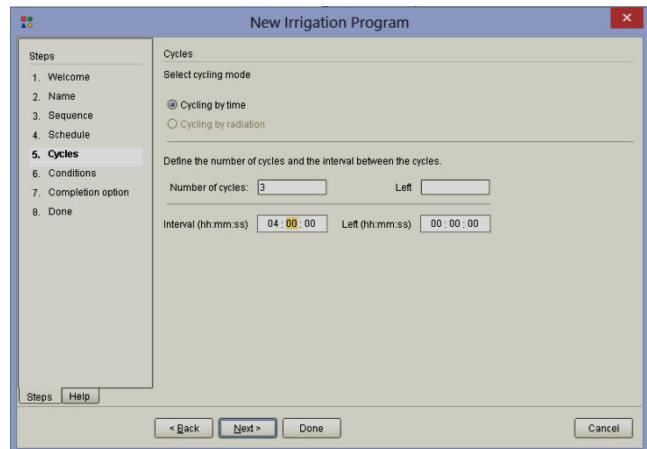 New Irrigation Program
x
Steps
1. Welcome
2. Name
3. Sequence
4. Schedule
5. Cycles
6. Conditions
7. Completion option
8. Done
Steps Help
Cycles
Select cycling mode
Cycling by time
Cycling by radiation
Define the number of cycles and the interval between the cycles.
Number of cycles: 3 Left
Interval (hh:mm:ss) 04 : 00 : 00 Left (hh:mm:ss) 00 : 00 : 00
< Back Next > Done Cancel